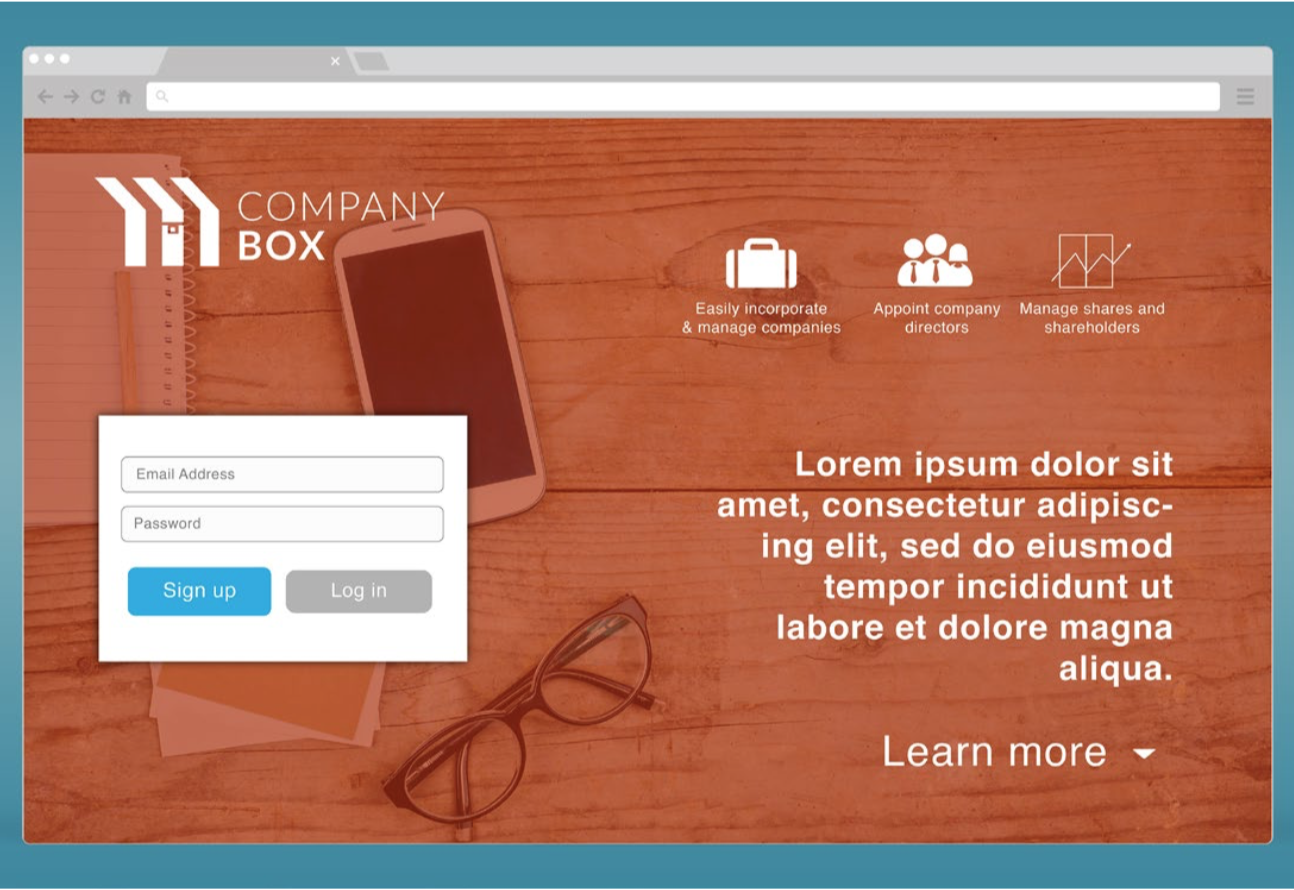 COMPANY
BOX
Easily incorporate
& manage companies
Appoint company
directors
Manage shares and
shareholders
Email Address
Password
Sign up
Log in
Lorem ipsum dolor sit
amet, consectetur adipisc-
ing elit, sed do eiusmod
tempor incididunt ut
labore et dolore magna
aliqua.
Learn more